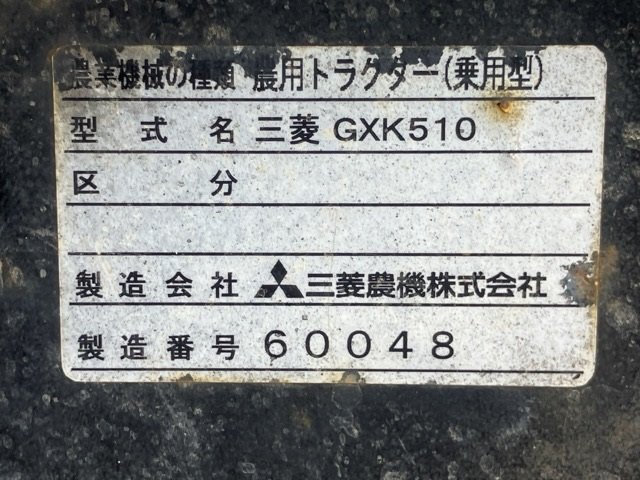 農業機械の種類 農用トラクター(乗用型)
型式名 三菱 GXK510
区分
製造会社 三菱農機株式会社
製造番号 60048